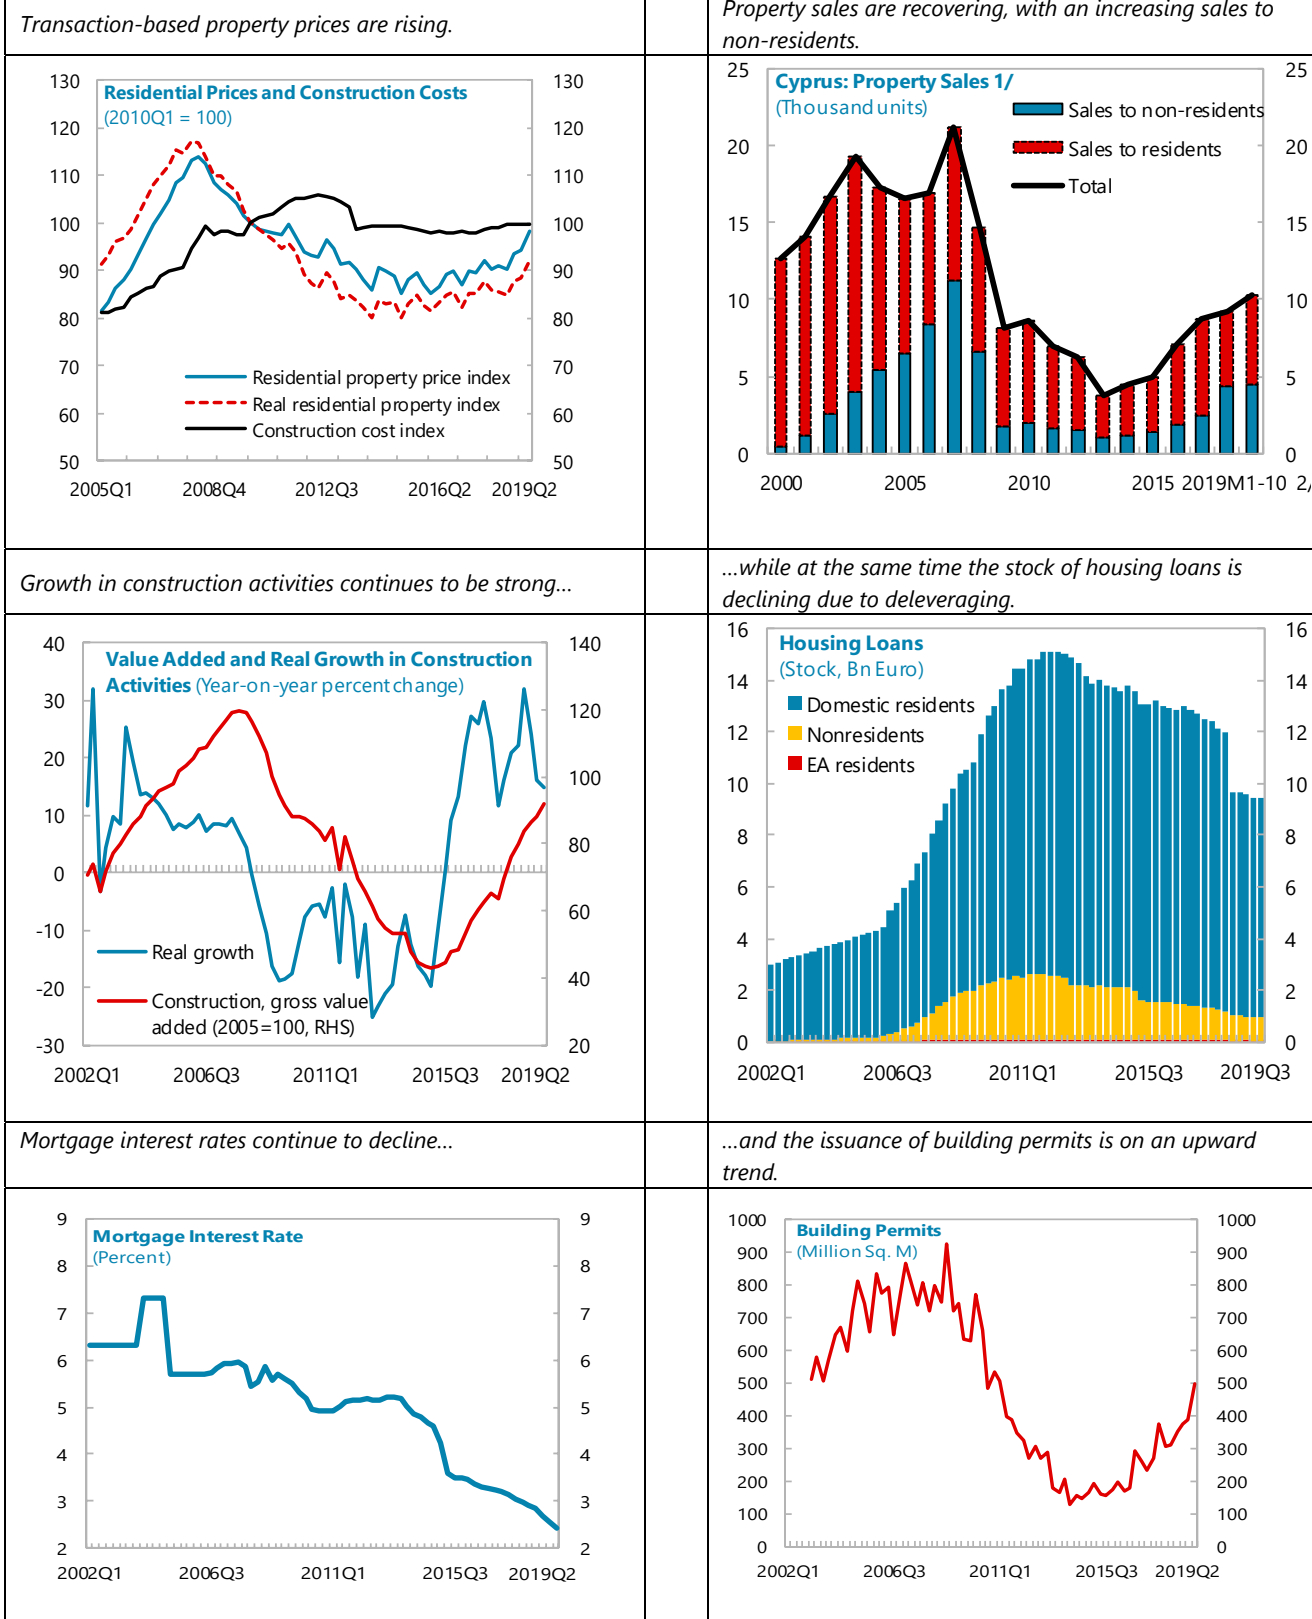 Transaction-based property prices are rising.
Property sales are recovering, with an increasing sales to
non-residents.
130
120
110
100
90
80
70
60
50
Residential Prices and Construction Costs
(2010Q1 = 100)
Residential property price index
Real residential property index
Construction cost index
130
120
110
100
90
80
70
60
50
2005Q1 2008Q4 2012Q3 2016Q2 2019Q2
25
20
15
10
5
0
Cyprus: Property Sales 1/
(Thousand units)
Sales to non-residents
Sales to residents
Total
25
20
15
10
5
0
2000 2005 2010 2015 2019M1-10 2/
Growth in construction activities continues to be strong...
...while at the same time the stock of housing loans is
declining due to deleveraging.
40
30
20
10
0
-10
-20
-30
Value Added and Real Growth in Construction
Activities (Year-on-year percent change)
Real growth
Construction, gross value
added (2005=100, RHS)
140
120
100
80
60
40
20
2002Q1 2006Q3 2011Q1 2015Q3 2019Q2
16
14
12
10
8
6
4
2
0
Housing Loans
(Stock, Bn Euro)
Domestic residents
Nonresidents
EA residents
16
14
12
10
8
6
4
2
0
2002Q1 2006Q3 2011Q1 2015Q3 2019Q3
Mortgage interest rates continue to decline...
...and the issuance of building permits is on an upward
trend.
9
8
7
6
5
4
3
2
Mortgage Interest Rate
(Percent)
9
8
7
6
5
4
3
2
2002Q1 2006Q3 2011Q1 2015Q3 2019Q2
1000
900
800
700
600
500
400
300
200
100
0
Building Permits
(Million Sq. M)
1000
900
800
700
600
500
400
300
200
100
0
2002Q1 2006Q3 2011Q1 2015Q3 2019Q2